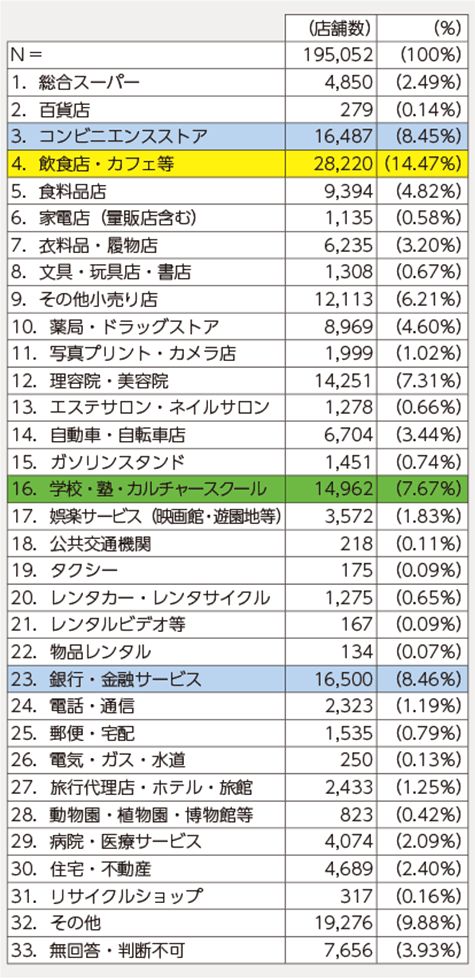 (店舗数) (%)
N＝ 195,052 (100%)
1. 総合スーパー 4,850 (2.49%)
2. 百貨店 279 (0.14%)
3. コンビニエンスストア 16,487 (8.45%)
4. 飲食店・カフェ等 28,220 (14.47%)
5. 食料品店 9,394 (4.82%)
6. 家電店（量販店含む） 1,135 (0.58%)
7. 衣料品・履物店 6,235 (3.20%)
8. 文具・玩具店・書店 1,308 (0.67%)
9. その他小売り店 12,113 (6.21%)
10. 薬局・ドラッグストア 8,969 (4.60%)
11. 写真プリント・カメラ店 1,999 (1.02%)
12. 理容院・美容院 14,251 (7.31%)
13. エステサロン・ネイルサロン 1,278 (0.66%)
14. 自動車・自転車店 6,704 (3.44%)
15. ガソリンスタンド 1,451 (0.74%)
16. 学校・塾・カルチャースクール 14,962 (7.67%)
17. 娯楽サービス（映画館・遊園地等） 3,572 (1.83%)
18. 公共交通機関 218 (0.11%)
19. タクシー 175 (0.09%)
20. レンタカー・レンタサイクル 1,275 (0.65%)
21. レンタルビデオ等 167 (0.09%)
22. 物品レンタル 134 (0.07%)
23. 銀行・金融サービス 16,500 (8.46%)
24. 電話・通信 2,323 (1.19%)
25. 郵便・宅配 1,535 (0.79%)
26. 電気・ガス・水道 250 (0.13%)
27. 旅行代理店・ホテル・旅館 2,433 (1.25%)
28. 動物園・植物園・博物館等 823 (0.42%)
29. 病院・医療サービス 4,074 (2.09%)
30. 住宅・不動産 4,689 (2.40%)
31. リサイクルショップ 317 (0.16%)
32. その他 19,276 (9.88%)
33. 無回答・判断不可 7,656 (3.93%)